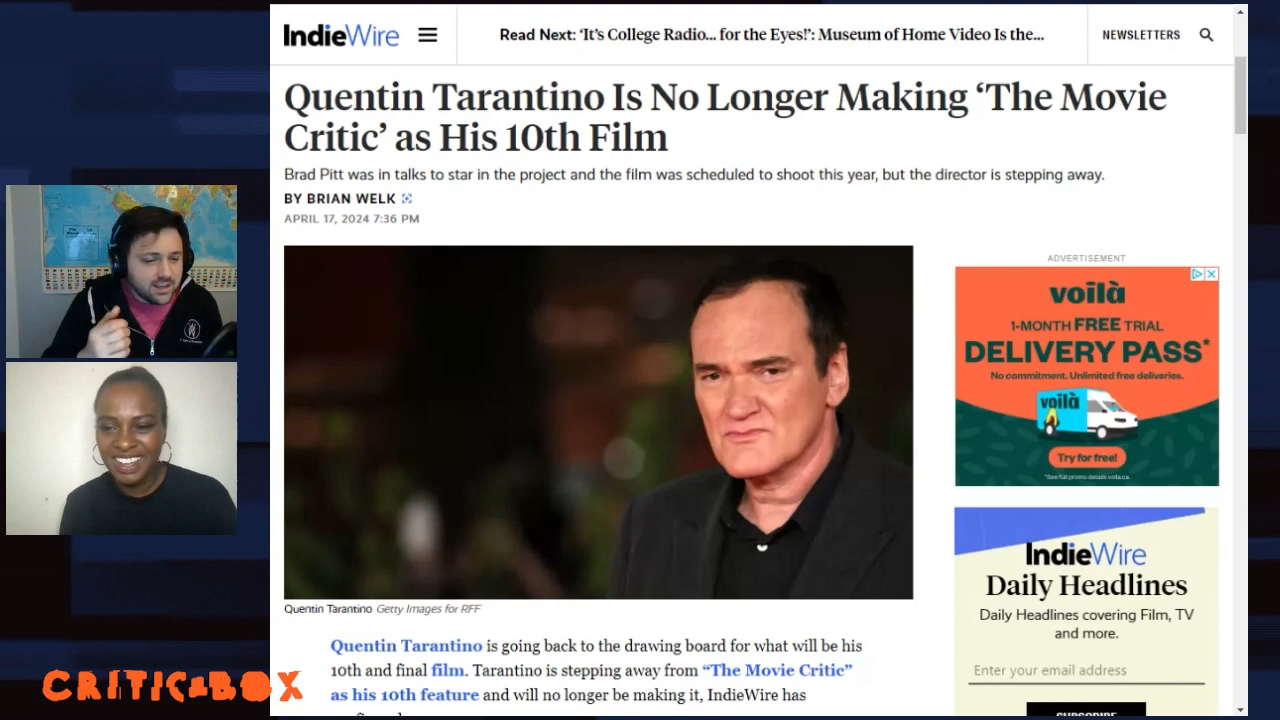 IndieWire
Read Next: ‘It’s College Radio... for the Eyes!’: Museum of Home Video Is the...
NEWSLETTERS
Quentin Tarantino Is No Longer Making ‘The Movie
Critic’ as His 10th Film
Brad Pitt was in talks to star in the project and the film was scheduled to shoot this year, but the director is stepping away.
BY BRIAN WELK
APRIL 17, 2024 7:36 PM
ADVERTISEMENT
voilà
1-MONTH FREE TRIAL
DELIVERY PASS*
No commitment. Unlimited free deliveries.
voilà
Try for free!
*See full promo details voila.ca.
Quentin Tarantino Getty Images for RFF
Quentin Tarantino is going back to the drawing board for what will be his
10th and final film. Tarantino is stepping away from “The Movie Critic”
as his 10th feature and will no longer be making it, IndieWire has
IndieWire
Daily Headlines
Daily Headlines covering Film, TV
and more.
Enter your email address
SUBSCRIBE
CRITICBOX